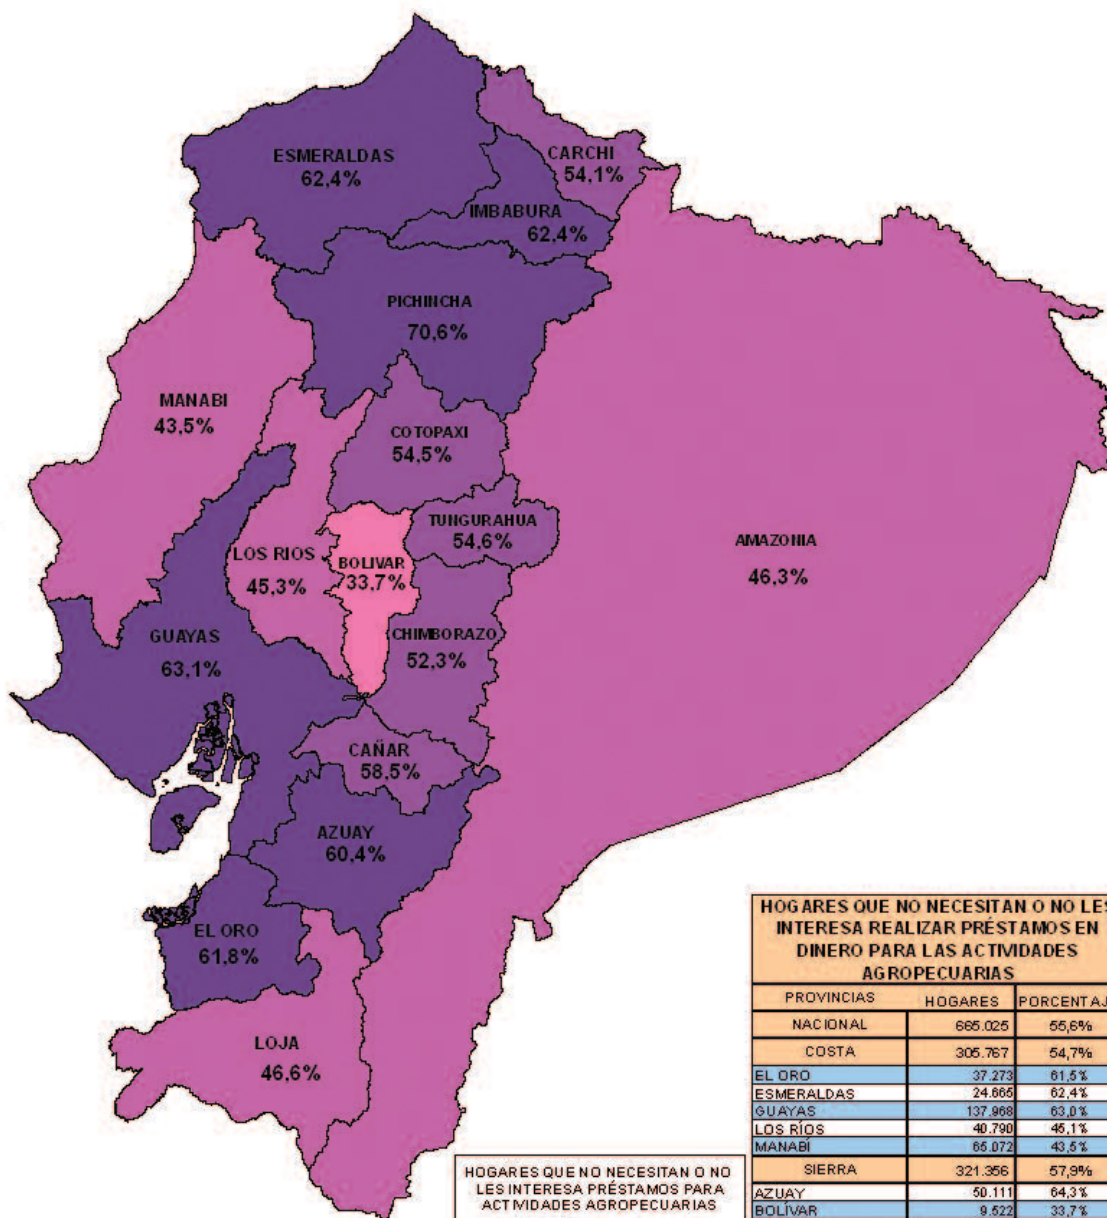 ESMERALDAS
62,4%
CARCHI
54,1%
IMBABURA
62,4%
PICHINCHA
70,6%
MANABI
43,5%
COTOPAXI
54,5%
TUNGURAHUA
54,6%
LOS RIOS
45,3%
BOLIVAR
33,7%
AMAZONIA
46,3%
GUAYAS
63,1%
CHIMBORAZO
52,3%
CAÑAR
58,5%
AZUAY
60,4%
EL ORO
61,8%
LOJA
46,6%
HOGARES QUE NO NECESITAN O NO LES
INTERESA REALIZAR PRÉSTAMOS EN
DINERO PARA LAS ACTIVIDADES
AGROPECUARIAS
PROVINCIAS HOGARES PORCENTAJ
NACIONAL 665.025 55,6%
COSTA 305.767 54,7%
EL ORO 37.273 61,5%
ESMERALDAS 24.665 62,4%
GUAYAS 137.968 63,0%
LOS RÍOS 40.790 45,1%
MANABÍ 65.072 43,5%
SIERRA 321.356 57,9%
AZUAY 50.111 64,3%
BOLÍVAR 9.522 33,7%
HOGARES QUE NO NECESITAN O NO
LES INTERESA PRÉSTAMOS PARA
ACTIVIDADES AGROPECUARIAS